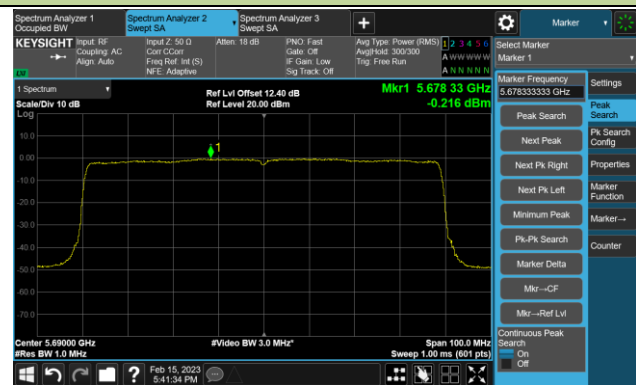 Spectrum Analyzer 1
Occupied BW
Spectrum Analyzer 2
Swept SA
Spectrum Analyzer 3
Swept SA
+
Marker
KEYSIGHT
Input: RF
Coupling: AC
Align: Auto
Input Z: 50 Ω
Corr CCorr
Freq Ref: Int (S)
NFE: Adaptive
Atten: 18 dB
PNO: Fast
Gate: Off
IF Gain: Low
Sig Track: Off
Avg Type: Power (RMS)
Avg|Hold: 300/300
Trig: Free Run
1 2 3 4 5 6
A W W W W W
A N N N N N
LXI
Select Marker
Marker 1
1 Spectrum
Scale/Div 10 dB
Log
Ref Lvl Offset 12.40 dB
Ref Level 20.00 dBm
Mkr1 5.678 33 GHz
-0.216 dBm
1
10.0
0.00
-10.0
-20.0
-30.0
-40.0
-50.0
-60.0
-70.0
Center 5.69000 GHz
#Res BW 1.0 MHz
#Video BW 3.0 MHz*
Span 100.0 MHz
Sweep 1.00 ms (601 pts)
Marker Frequency
5.678333333 GHz
Peak Search
Next Peak
Next Pk Right
Next Pk Left
Minimum Peak
Pk-Pk Search
Marker Delta
Mkr→CF
Mkr→Ref Lvl
Continuous Peak
Search
On
Off
Settings
Peak
Search
Pk Search
Config
Properties
Marker
Function
Marker→
Counter
?
Feb 15, 2023
5:41:34 PM